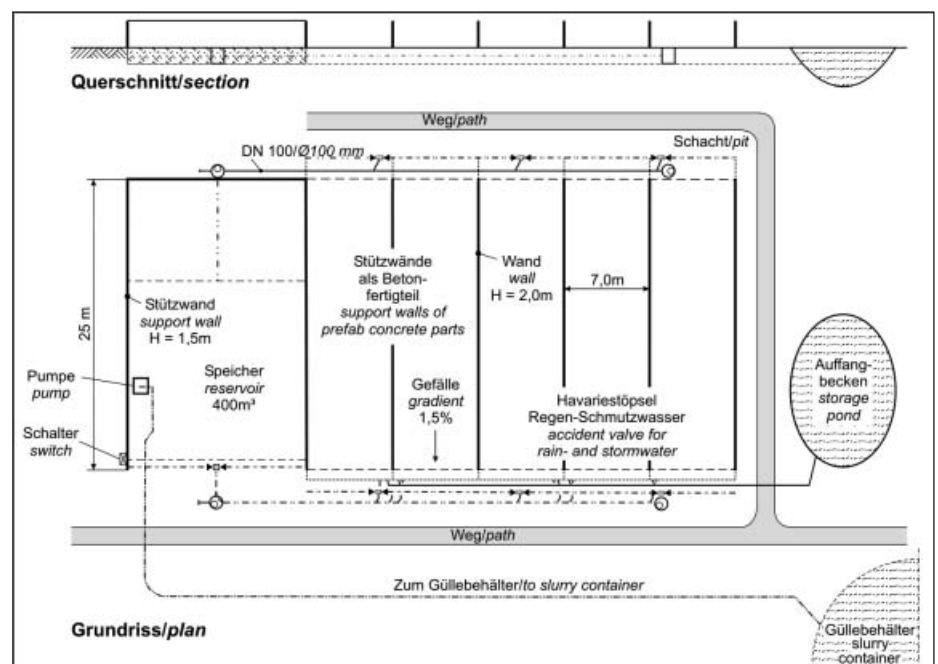 Querschnitt/section
Weg/path
Schacht/pit
DN 100/Ø100 mm
Stützwände
als Beton-
fertigteil
support walls of
prefab concrete parts
Wand
wall
H = 2,0m
7,0m
25 m
Stützwand
support wall
H = 1,5m
Speicher
reservoir
400m³
Pumpe
pump
Schalter
switch
Gefälle
gradient
1,5%
Havariestöpsel
Regen-Schmutzwasser
accident valve for
rain- and stormwater
Auffang-
becken
storage
pond
Weg/path
Zum Güllebehälter/to slurry container
Grundriss/plan
Güllebehälter
slurry
container